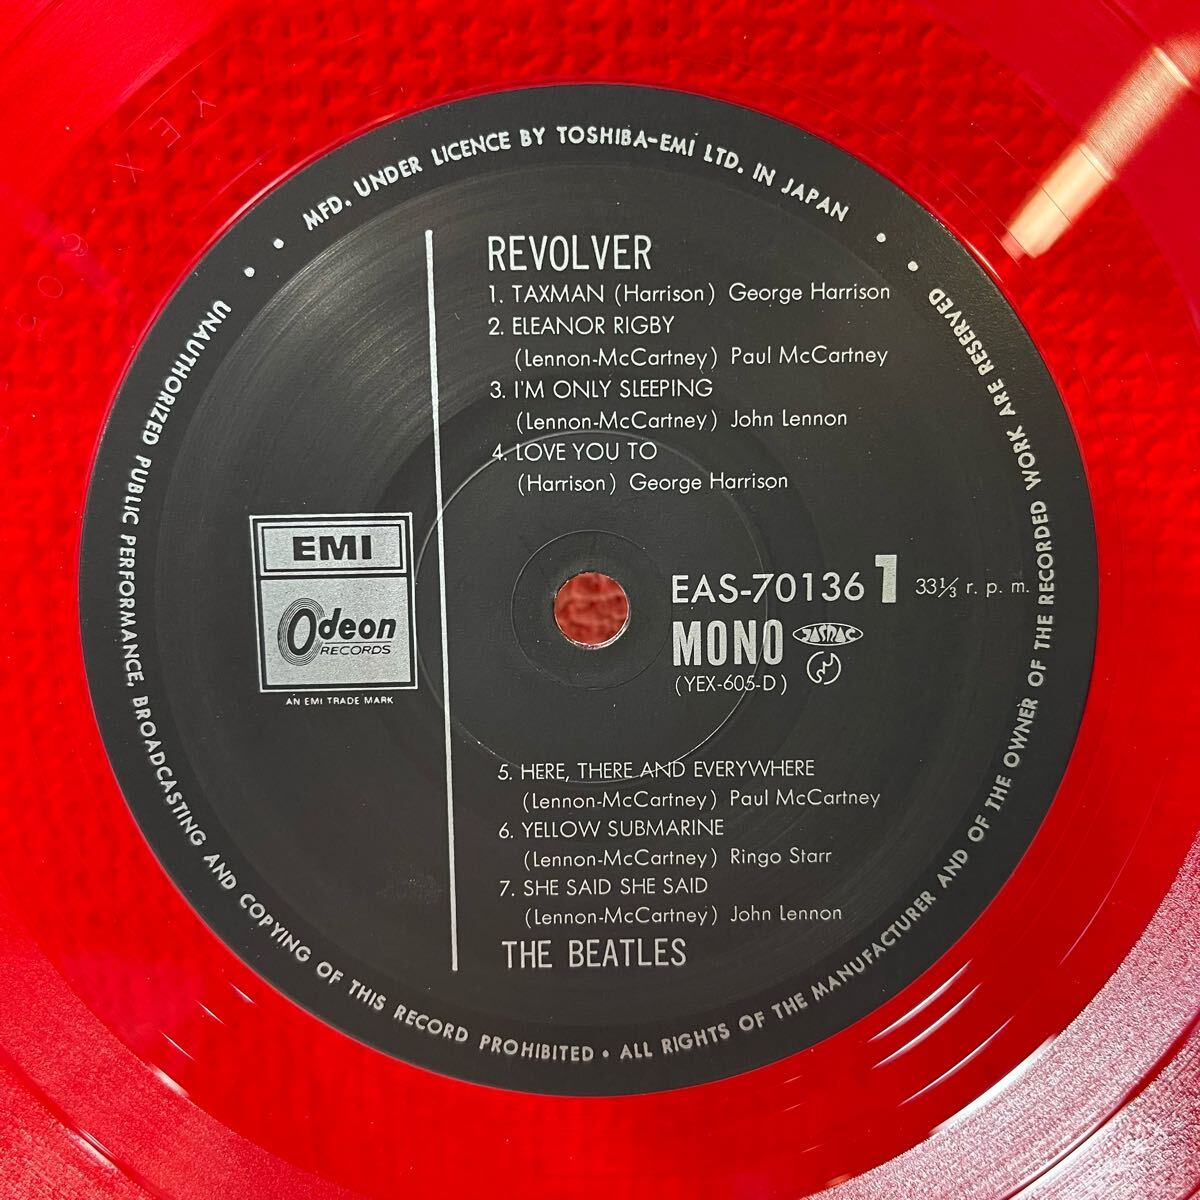 MFD. UNDER LICENCE BY TOSHIBA-EMI LTD. IN JAPAN
REVOLVER
1. TAXMAN (Harrison) George Harrison
2. ELEANOR RIGBY
(Lennon-McCartney) Paul McCartney
3. I'M ONLY SLEEPING
(Lennon-McCartney) John Lennon
4. LOVE YOU TO
(Harrison) George Harrison
EMI
Odeon
RECORDS
AN EMI TRADE MARK
EAS-70136 1 33⅓ r. p. m.
MONO JASRAC
(YEX-605-D)
5. HERE, THERE AND EVERYWHERE
(Lennon-McCartney) Paul McCartney
6. YELLOW SUBMARINE
(Lennon-McCartney) Ringo Starr
7. SHE SAID SHE SAID
(Lennon-McCartney) John Lennon
THE BEATLES
UNAUTHORIZED PUBLIC PERFORMANCE, BROADCASTING AND COPYING OF THIS RECORD PROHIBITED • ALL RIGHTS OF THE MANUFACTURER AND OF THE OWNER OF THE RECORDED WORK ARE RESERVED
YEX